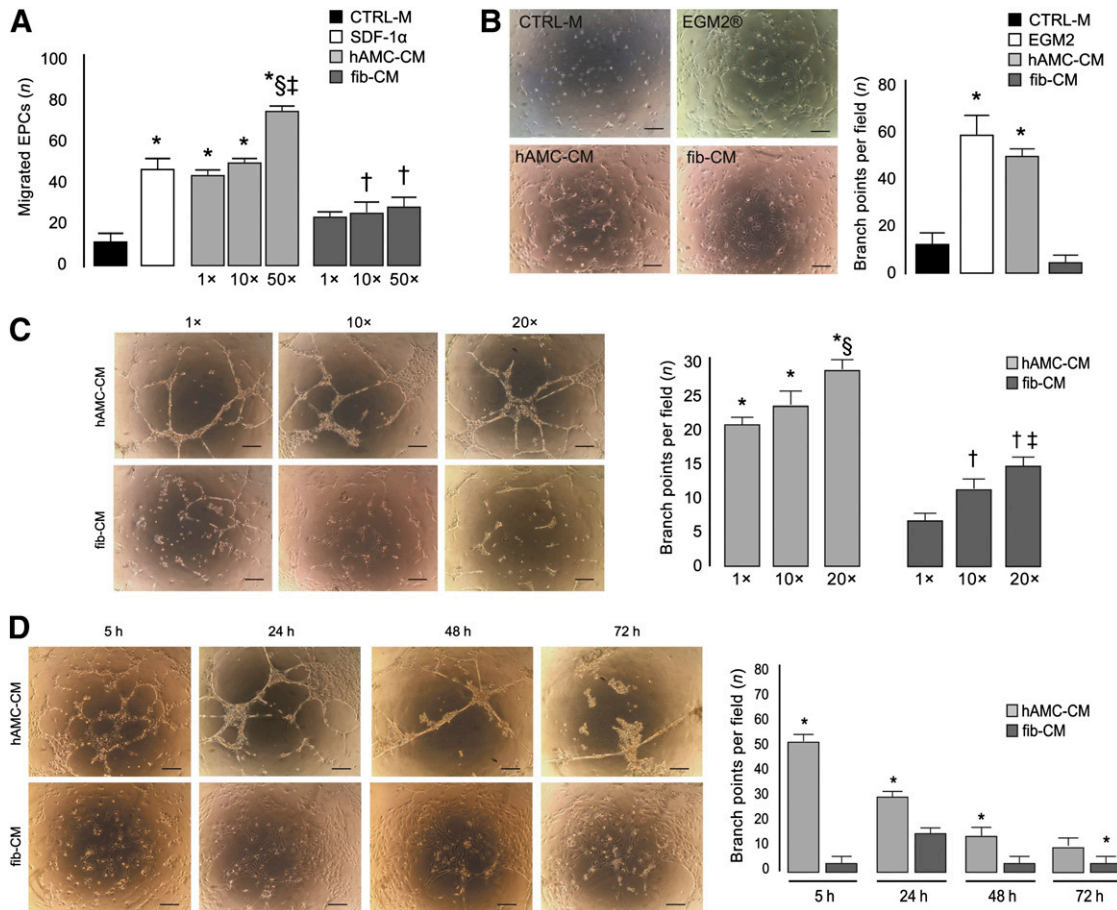 A
CTRL-M
SDF-1α
hAMC-CM
fib-CM
Migrated EPCs (n)
100
80
60
40
20
0
*
*
*
*§‡
†
†
1×
10×
50×
1×
10×
50×
B
CTRL-M
EGM2®
hAMC-CM
fib-CM
CTRL-M
EGM2
hAMC-CM
fib-CM
Branch points per field (n)
80
60
40
20
0
*
*
C
1×
10×
20×
hAMC-CM
fib-CM
Branch points per field (n)
30
25
20
15
10
5
0
*
*
*§
†
† ‡
hAMC-CM
fib-CM
1×
10×
20×
1×
10×
20×
D
5 h
24 h
48 h
72 h
hAMC-CM
fib-CM
Branch points per field (n)
80
70
60
50
40
30
20
10
0
*
*
*
*
hAMC-CM
fib-CM
5 h
24 h
48 h
72 h